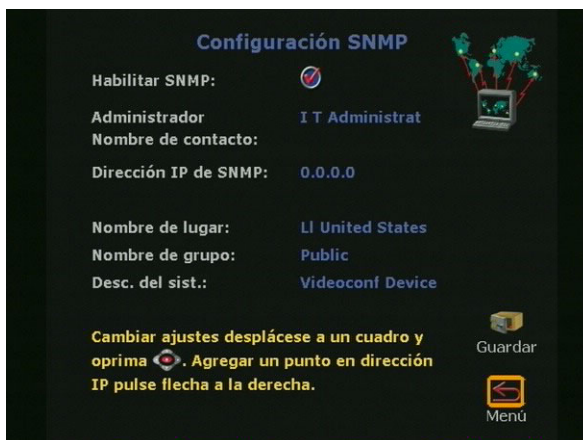 Configuración SNMP
Habilitar SNMP:
Administrador I T Administrat
Nombre de contacto:
Dirección IP de SNMP: 0.0.0.0
Nombre de lugar: Ll United States
Nombre de grupo: Public
Desc. del sist.: Videoconf Device
Cambiar ajustes desplácese a un cuadro y
oprima . Agregar un punto en dirección
IP pulse flecha a la derecha.
Guardar
Menú